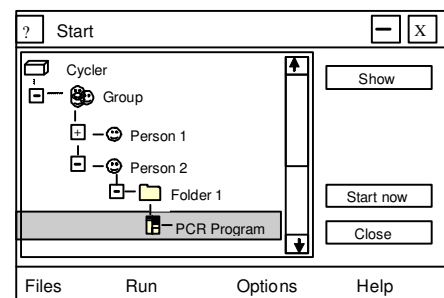 ? Start X
Cycler
Show
Group
Person 1
Person 2
Folder 1
Start now
PCR Program
Close
Files Run Options Help